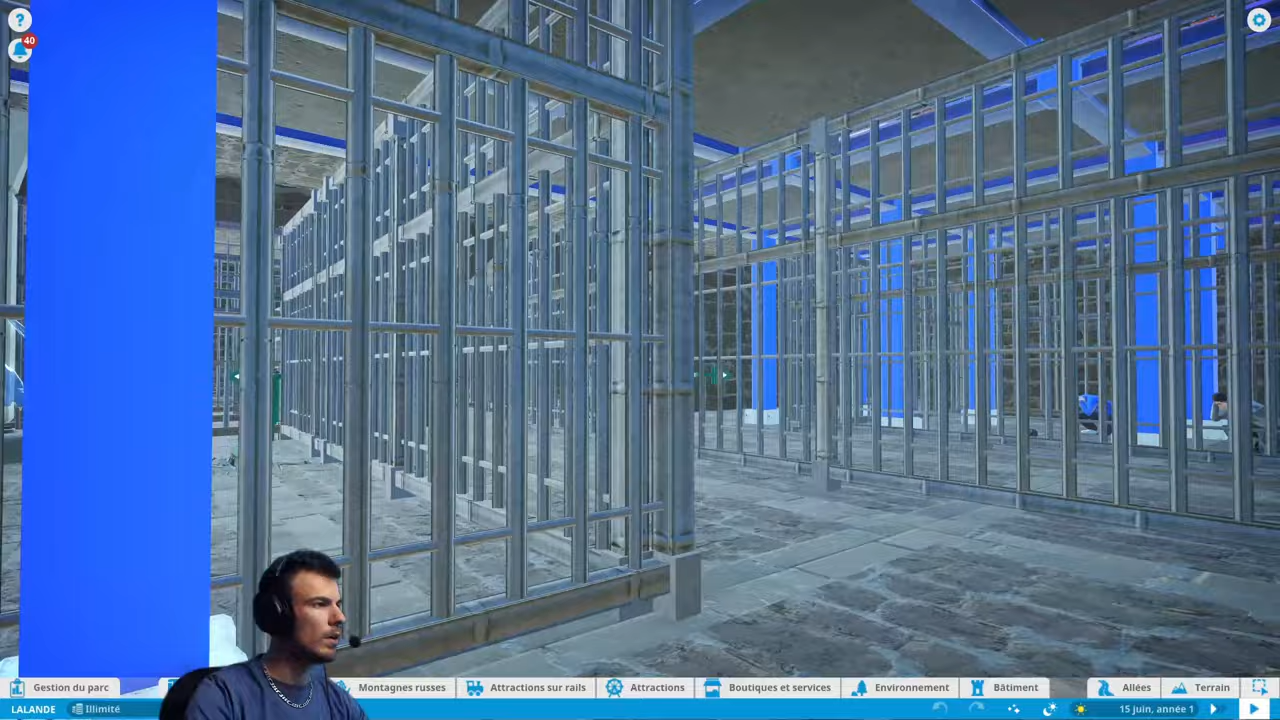 ?
40
Gestion du parc
Montagnes russes
Attractions sur rails
Attractions
Boutiques et services
Environnement
Bâtiment
Allées
Terrain
LALANDE
Illimité
15 juin, année 1